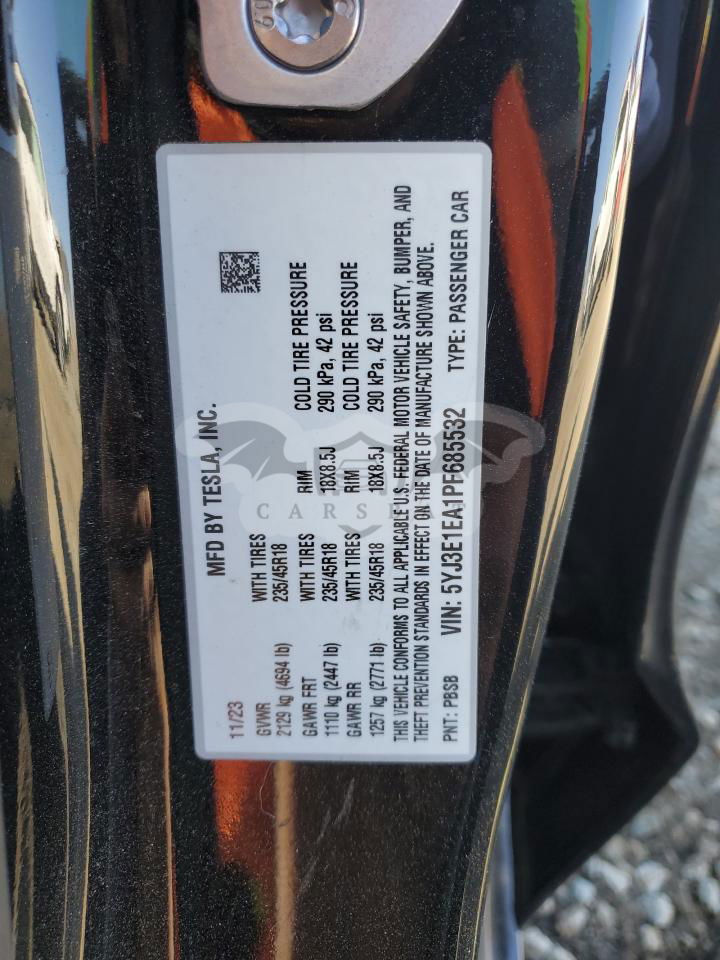 MFD BY TESLA, INC.
11/23
GVWR WITH TIRES
2129 kg (4694 lb) 235/45R18
GAWR FRT WITH TIRES RIM COLD TIRE PRESSURE
1110 kg (2447 lb) 235/45R18 18X8.5J 290 kPa, 42 psi
GAWR RR WITH TIRES RIM COLD TIRE PRESSURE
1257 kg (2771 lb) 235/45R18 18X8.5J 290 kPa, 42 psi
THIS VEHICLE CONFORMS TO ALL APPLICABLE U.S. FEDERAL MOTOR VEHICLE SAFETY, BUMPER, AND
THEFT PREVENTION STANDARDS IN EFFECT ON THE DATE OF MANUFACTURE SHOWN ABOVE.
PNT: PBSB VIN: 5YJ3E1EA1PF685532 TYPE: PASSENGER CAR